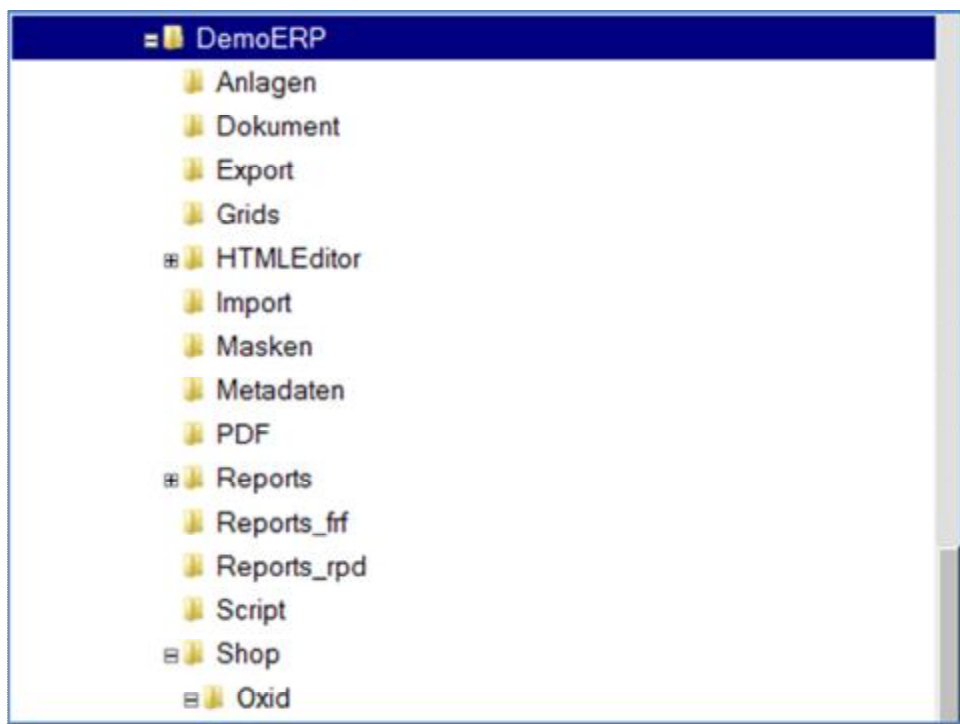 DemoERP
Anlagen
Dokument
Export
Grids
HTMLEditor
Import
Masken
Metadaten
PDF
Reports
Reports_frf
Reports_rpd
Script
Shop
Oxid